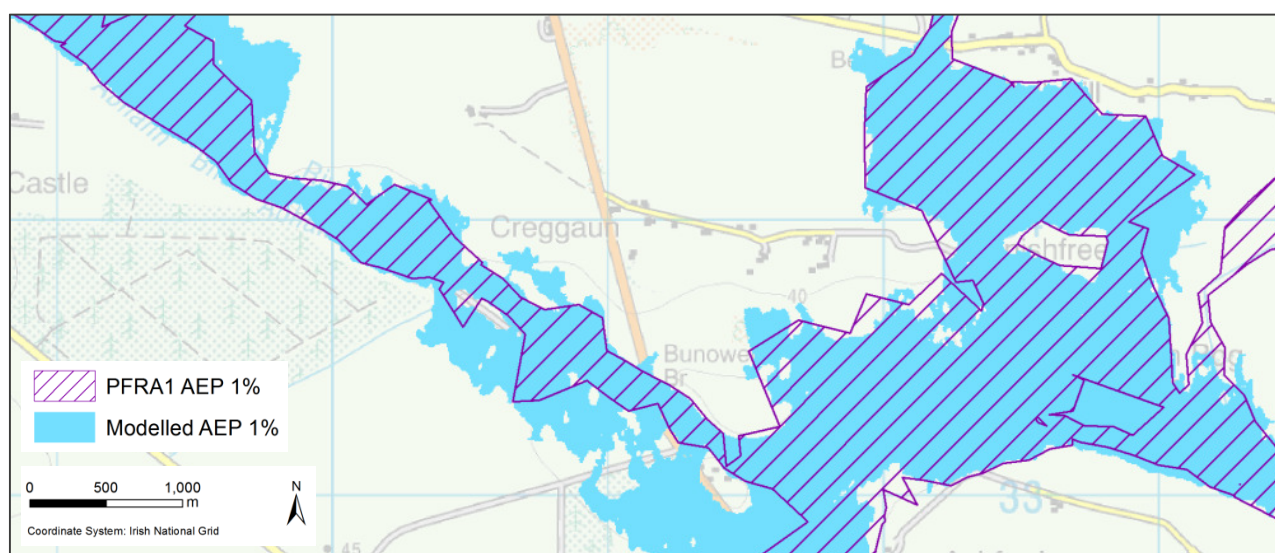 Castle
Creggaun
40
Bunowe
Br
33
45
PFRA1 AEP 1%
Modelled AEP 1%
0 500 1,000
m
N
Coordinate System: Irish National Grid